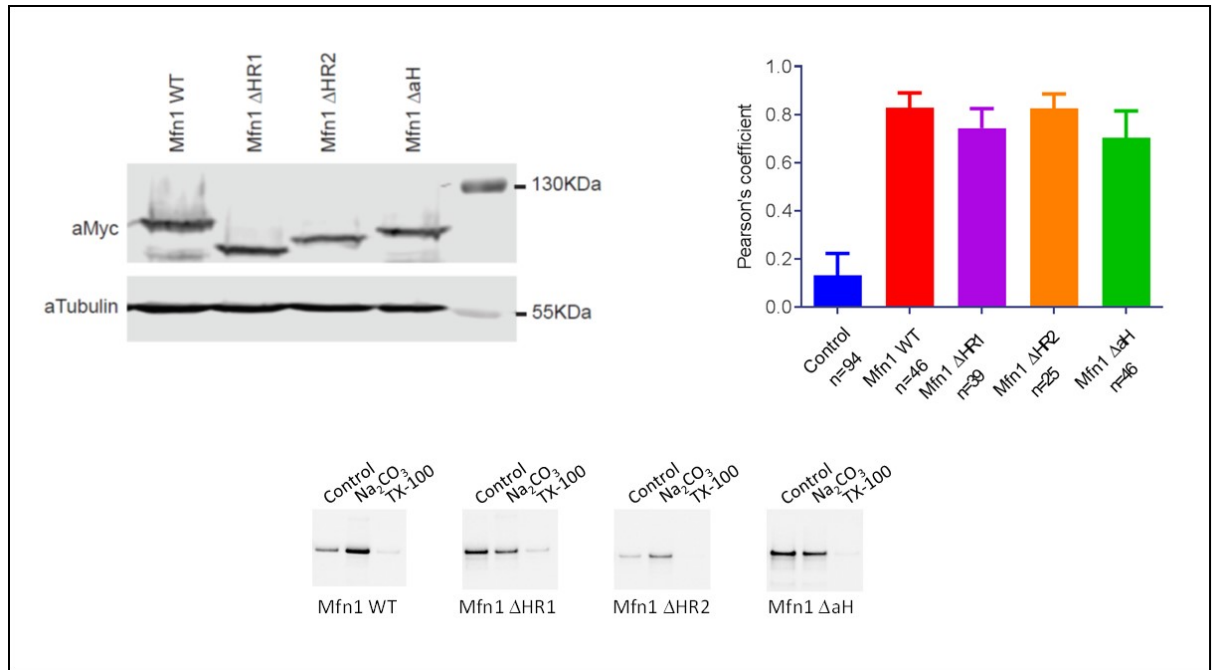 Mfn1 WT
Mfn1 ΔHR1
Mfn1 ΔHR2
Mfn1 ΔaH
aMyc
130KDa
aTubulin
55KDa
Pearson's coefficient
1.0
0.8
0.6
0.4
0.2
0.0
Control
n=94
Mfn1 WT
n=46
Mfn1 ΔHR1
n=39
Mfn1 ΔHR2
n=25
Mfn1 ΔaH
n=46
Control
Na₂CO₃
TX-100
Mfn1 WT
Control
Na₂CO₃
TX-100
Mfn1 ΔHR1
Control
Na₂CO₃
TX-100
Mfn1 ΔHR2
Control
Na₂CO₃
TX-100
Mfn1 ΔaH